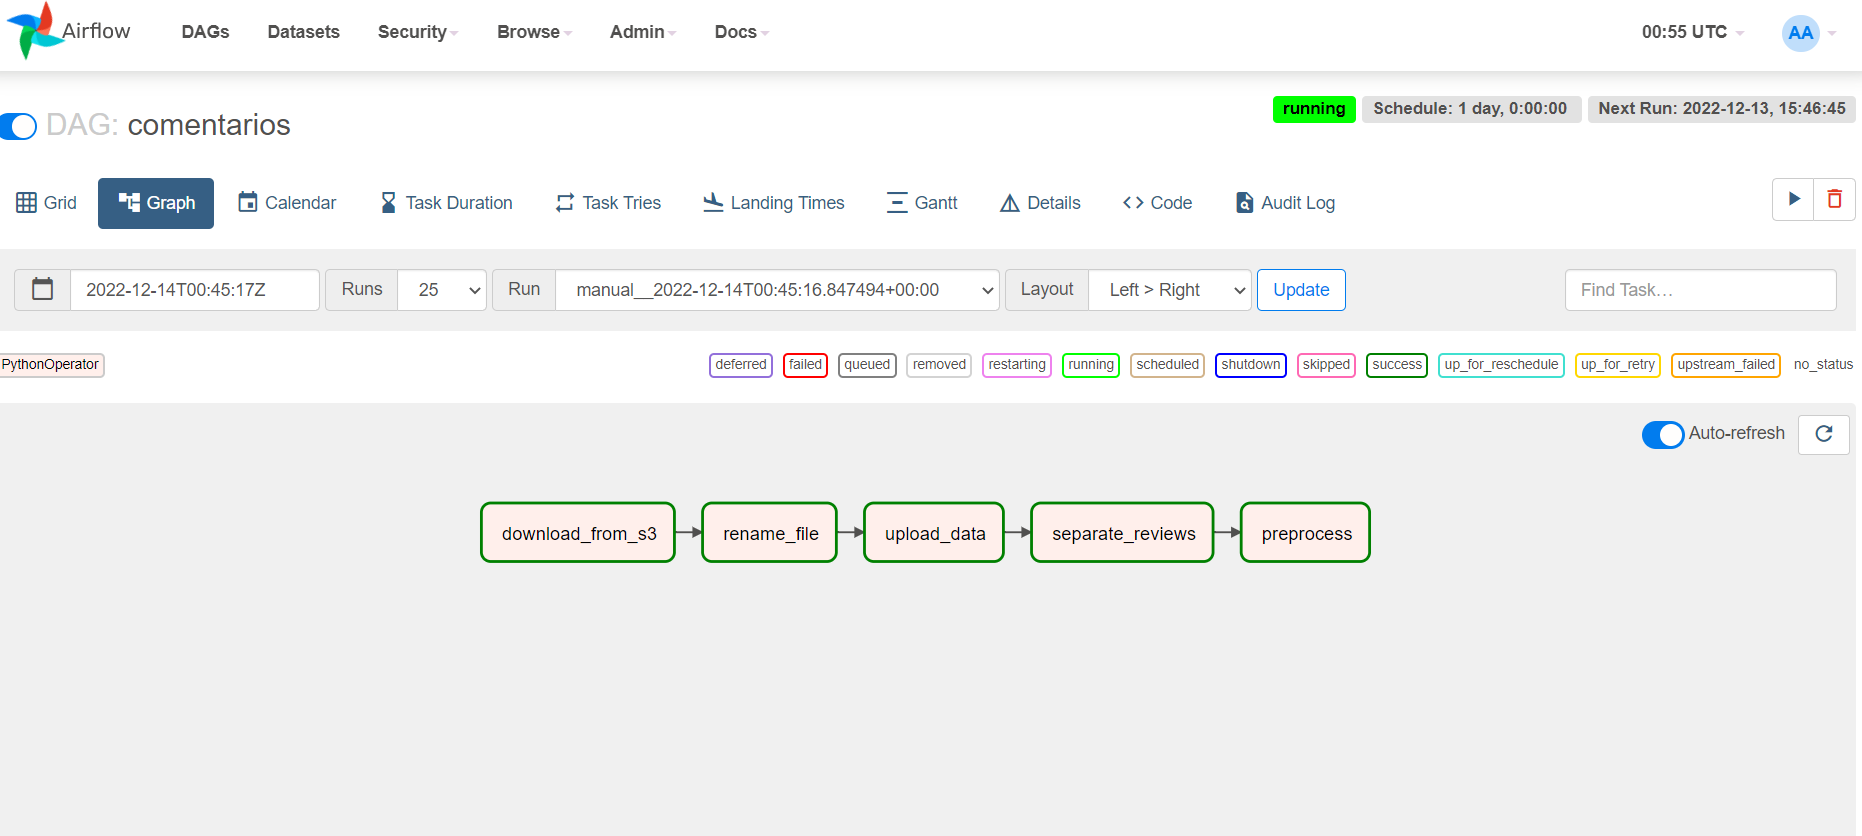 Airflow DAGs Datasets Security Browse Admin Docs 00:55 UTC AA
running Schedule: 1 day, 0:00:00 Next Run: 2022-12-13, 15:46:45
DAG: comentarios
Grid Graph Calendar Task Duration Task Tries Landing Times Gantt Details Code Audit Log
2022-12-14T00:45:17Z Runs 25 Run manual__2022-12-14T00:45:16.847494+00:00 Layout Left > Right Update Find Task…
PythonOperator deferred failed queued removed restarting running scheduled shutdown skipped success up_for_reschedule up_for_retry upstream_failed no_status
Auto-refresh
download_from_s3 rename_file upload_data separate_reviews preprocess